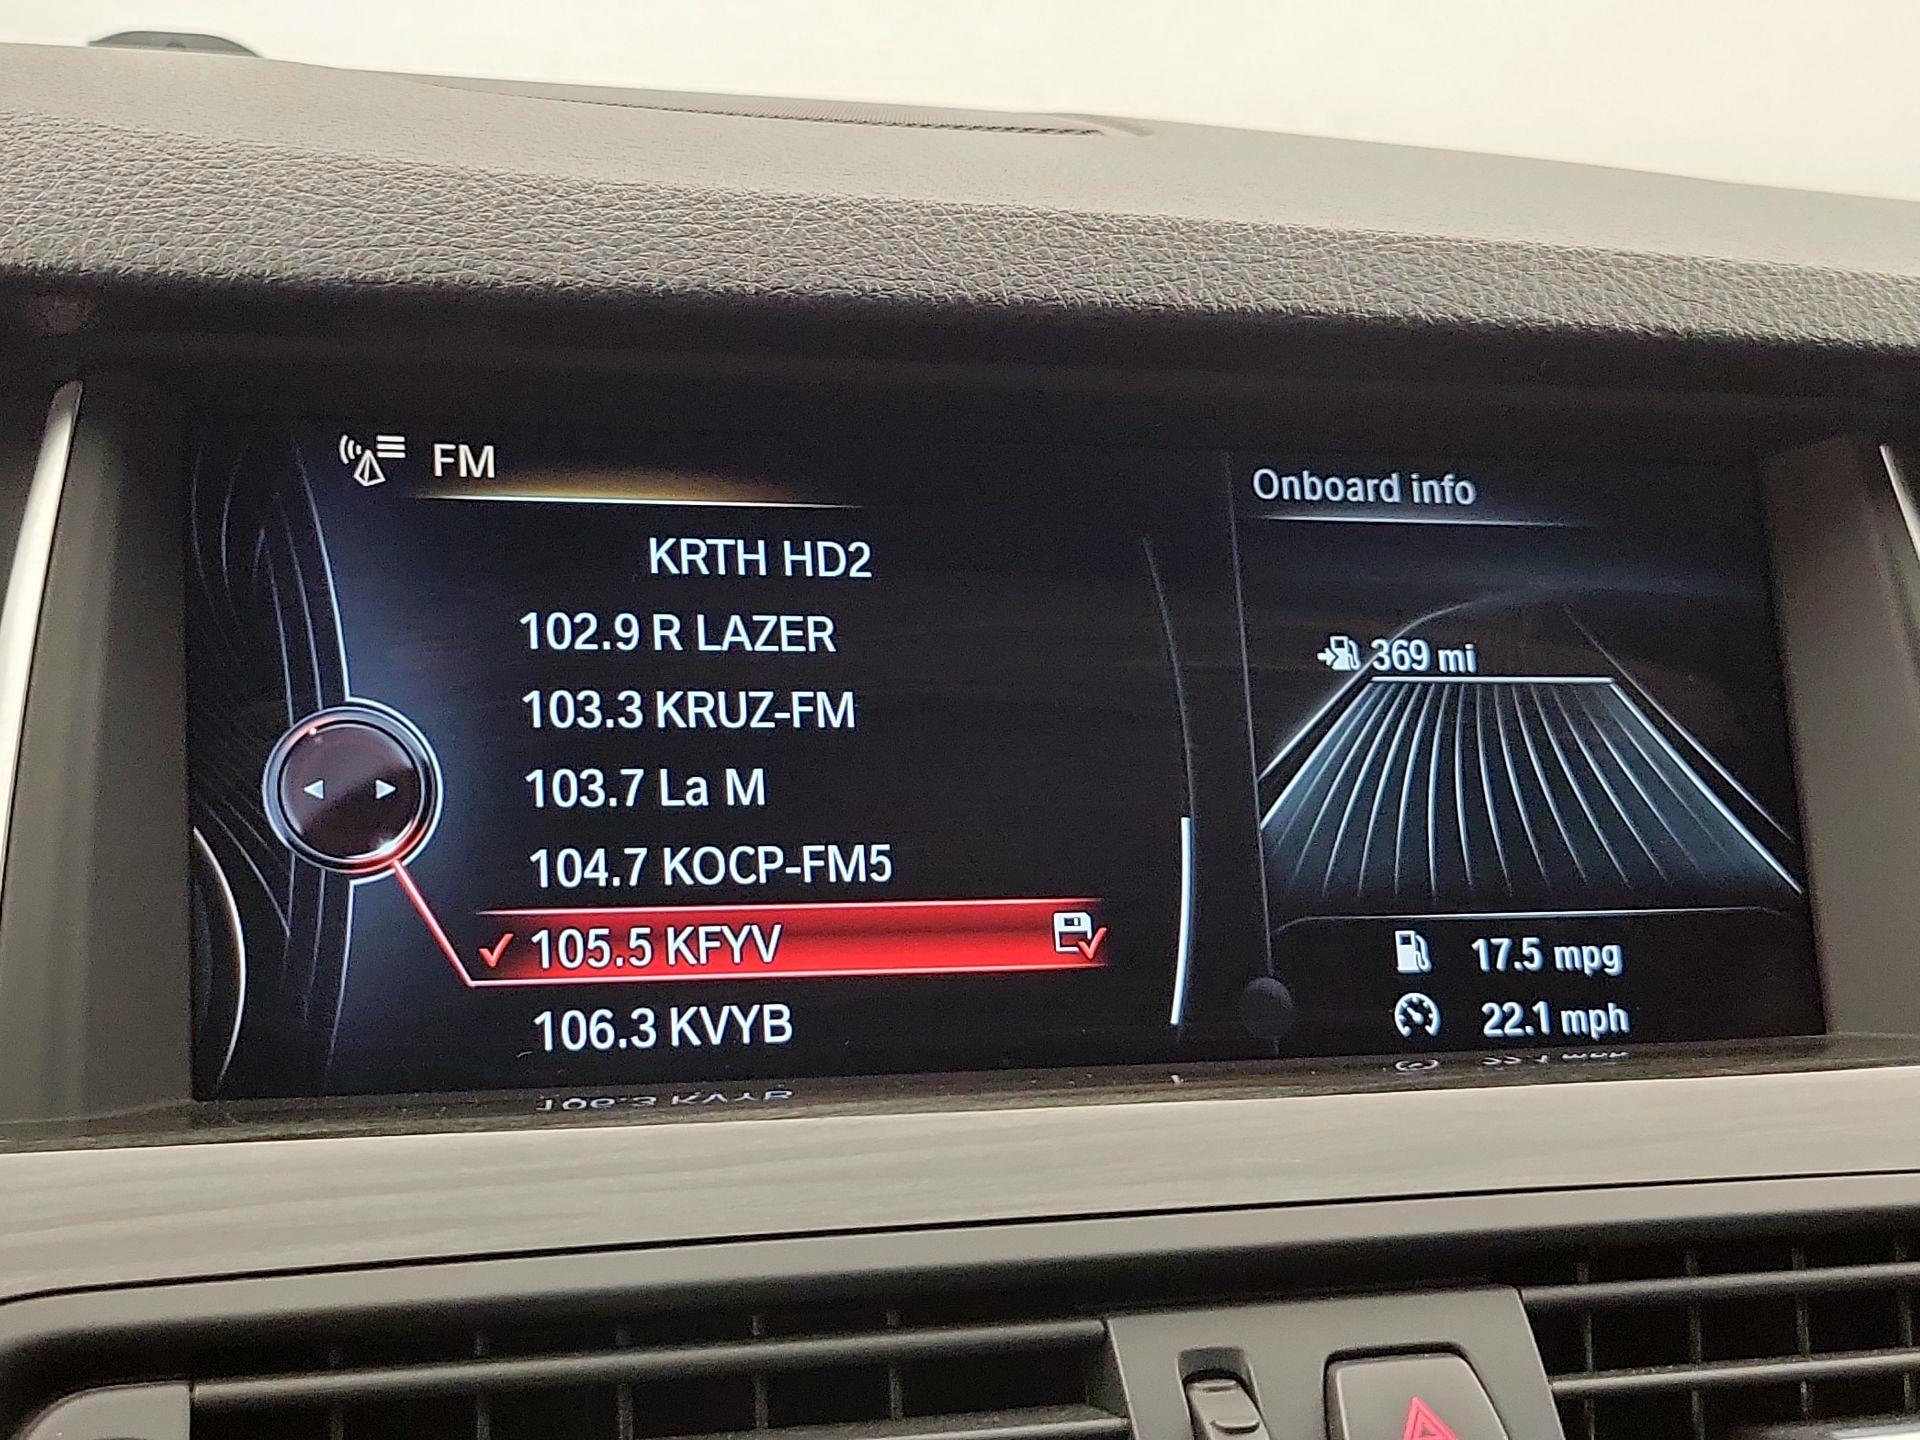 FM
KRTH HD2
102.9 R LAZER
103.3 KRUZ-FM
103.7 La M
104.7 KOCP-FM5
105.5 KFYV
106.3 KVYB
Onboard info
369 mi
17.5 mpg
22.1 mph